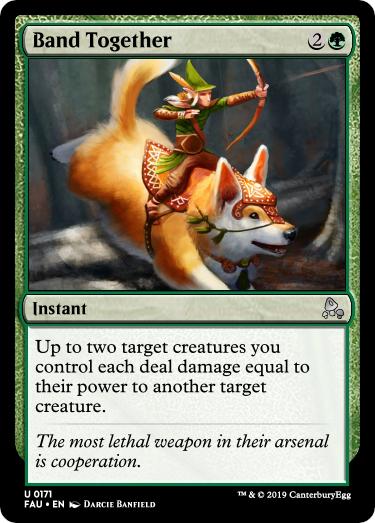 Band Together 2
Instant
Up to two target creatures you
control each deal damage equal to
their power to another target
creature.
The most lethal weapon in their arsenal
is cooperation.
U 0171
FAU • EN DARCIE BANFIELD
™ & © 2019 CanterburyEgg